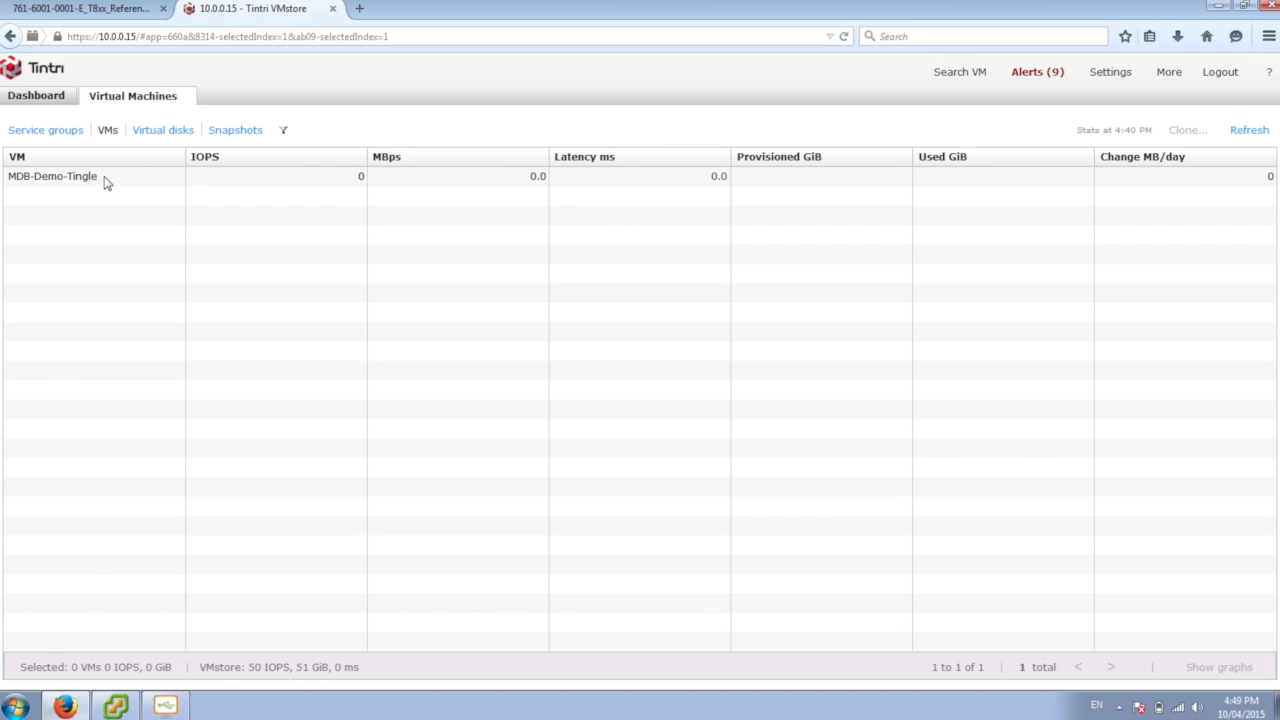 761-6001-0001-E_T8xx_Referen...
10.0.0.15 - Tintri VMstore
https://10.0.0.15/#app=660a&8314-selectedIndex=1&ab09-selectedIndex=1
Search
Tintri
Search VM Alerts (9) Settings More Logout ?
Dashboard Virtual Machines
Service groups VMs Virtual disks Snapshots Stats at 4:40 PM Clone... Refresh
VM IOPS MBps Latency ms Provisioned GiB Used GiB Change MB/day
MDB-Demo-Tingle 0 0.0 0.0 0
Selected: 0 VMs 0 IOPS, 0 GiB VMstore: 50 IOPS, 51 GiB, 0 ms 1 to 1 of 1 1 total < > Show graphs
EN 4:49 PM
10/04/2015